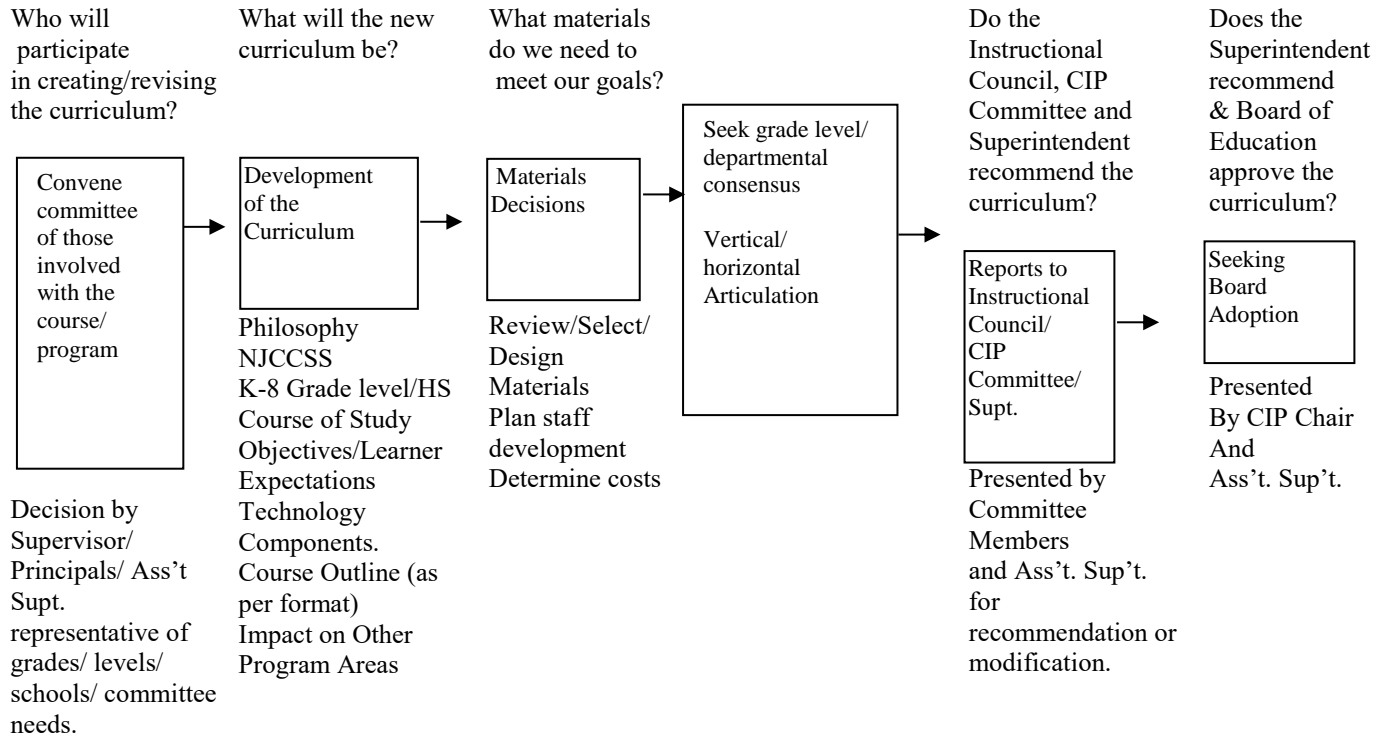 Who will
participate
in creating/revising
the curriculum?
What will the new
curriculum be?
What materials
do we need to
meet our goals?
Do the
Instructional
Council, CIP
Committee and
Superintendent
recommend the
curriculum?
Does the
Superintendent
recommend
& Board of
Education
approve the
curriculum?
Convene
committee
of those
involved
with the
course/
program
Development
of the
Curriculum
Materials
Decisions
Seek grade level/
departmental
consensus
Vertical/
horizontal
Articulation
Reports to
Instructional
Council/
CIP
Committee/
Supt.
Seeking
Board
Adoption
Decision by
Supervisor/
Principals/ Ass’t
Supt.
representative of
grades/ levels/
schools/ committee
needs.
Philosophy
NJCCSS
K-8 Grade level/HS
Course of Study
Objectives/Learner
Expectations
Technology
Components.
Course Outline (as
per format)
Impact on Other
Program Areas
Review/Select/
Design
Materials
Plan staff
development
Determine costs
Presented by
Committee
Members
and Ass’t. Sup’t.
for
recommendation or
modification.
Presented
By CIP Chair
And
Ass’t. Sup’t.